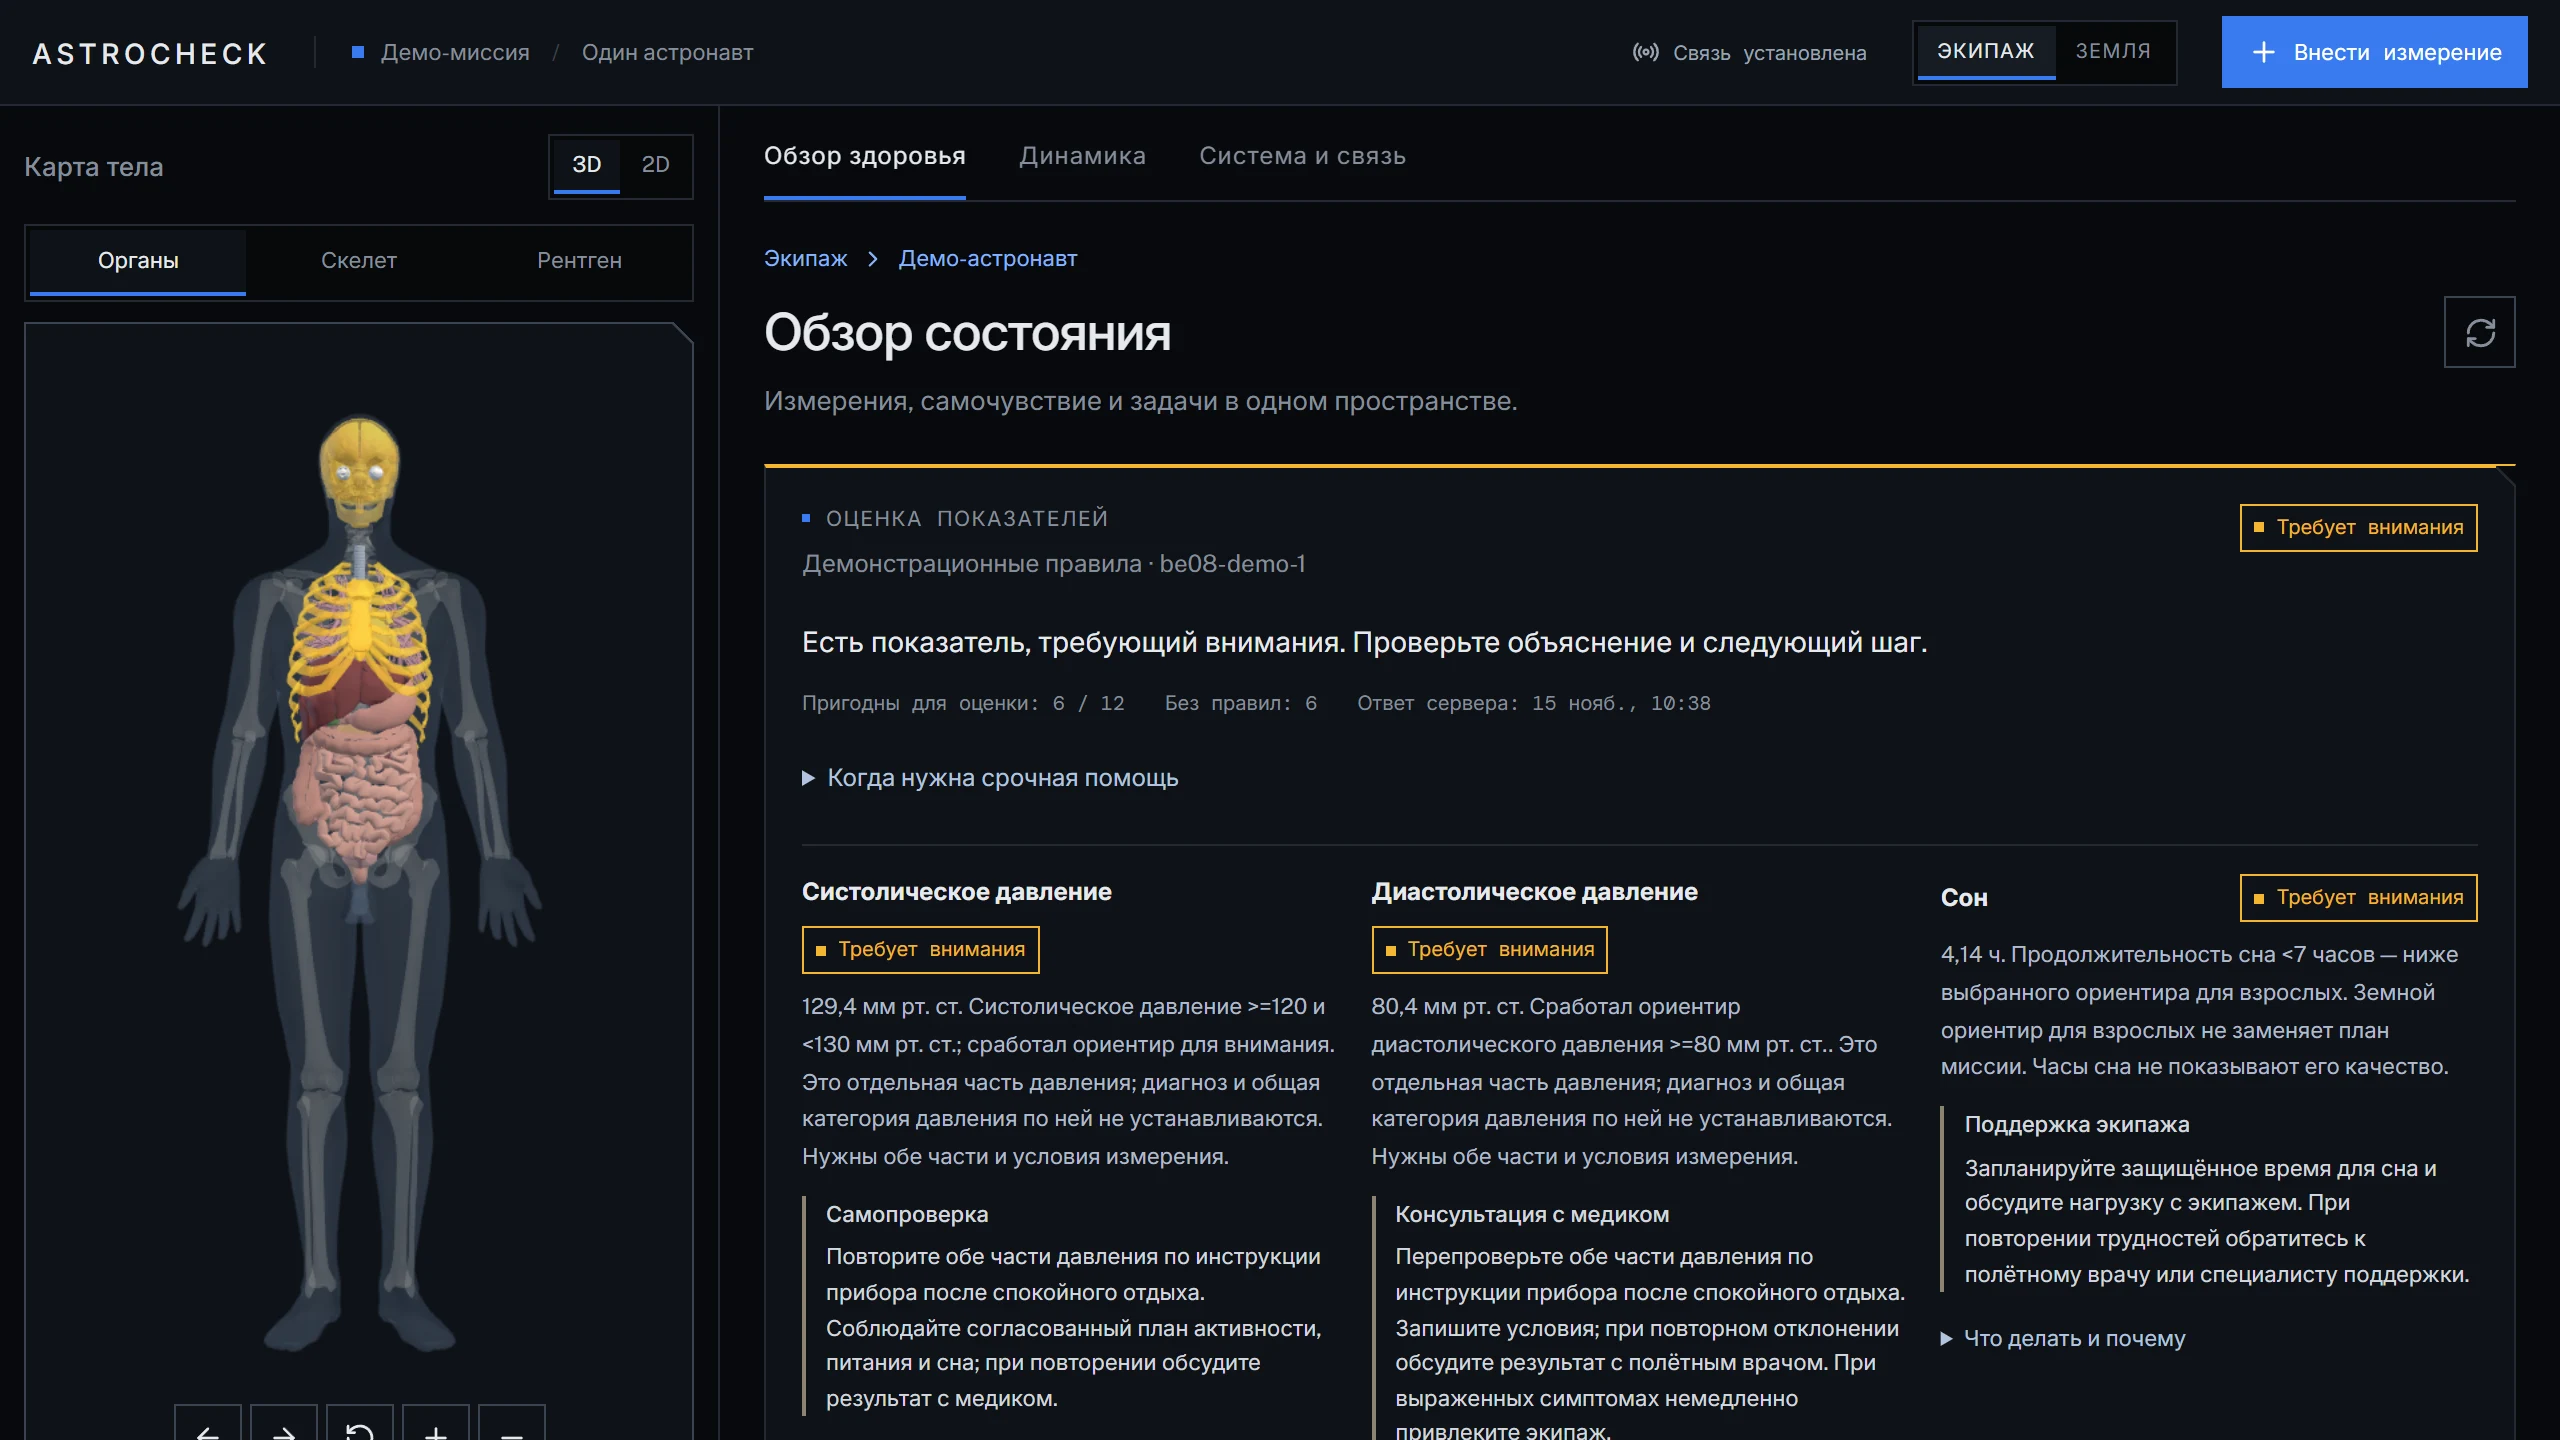 ASTROCHECK
Демо-миссия / Один астронавт
Связь установлена
ЭКИПАЖ ЗЕМЛЯ
+ Внести измерение
Карта тела
3D 2D
Органы Скелет Рентген
Обзор здоровья Динамика Система и связь
Экипаж > Демо-астронавт
Обзор состояния
Измерения, самочувствие и задачи в одном пространстве.
ОЦЕНКА ПОКАЗАТЕЛЕЙ
Требует внимания
Демонстрационные правила · be08-demo-1
Есть показатель, требующий внимания. Проверьте объяснение и следующий шаг.
Пригодны для оценки: 6 / 12 Без правил: 6 Ответ сервера: 15 нояб., 10:38
Когда нужна срочная помощь
Систолическое давление
Требует внимания
129,4 мм рт. ст. Систолическое давление >=120 и
<130 мм рт. ст.; сработал ориентир для внимания.
Это отдельная часть давления; диагноз и общая
категория давления по ней не устанавливаются.
Нужны обе части и условия измерения.
Самопроверка
Повторите обе части давления по инструкции
прибора после спокойного отдыха.
Соблюдайте согласованный план активности,
питания и сна; при повторении обсудите
результат с медиком.
Диастолическое давление
Требует внимания
80,4 мм рт. ст. Сработал ориентир
диастолического давления >=80 мм рт. ст.. Это
отдельная часть давления; диагноз и общая
категория давления по ней не устанавливаются.
Нужны обе части и условия измерения.
Консультация с медиком
Перепроверьте обе части давления по
инструкции прибора после спокойного отдыха.
Запишите условия; при повторном отклонении
обсудите результат с полётным врачом. При
выраженных симптомах немедленно
привлеките экипаж.
Сон
Требует внимания
4,14 ч. Продолжительность сна <7 часов — ниже
выбранного ориентира для взрослых. Земной
ориентир для взрослых не заменяет план
миссии. Часы сна не показывают его качество.
Поддержка экипажа
Запланируйте защищённое время для сна и
обсудите нагрузку с экипажем. При
повторении трудностей обратитесь к
полётному врачу или специалисту поддержки.
Что делать и почему